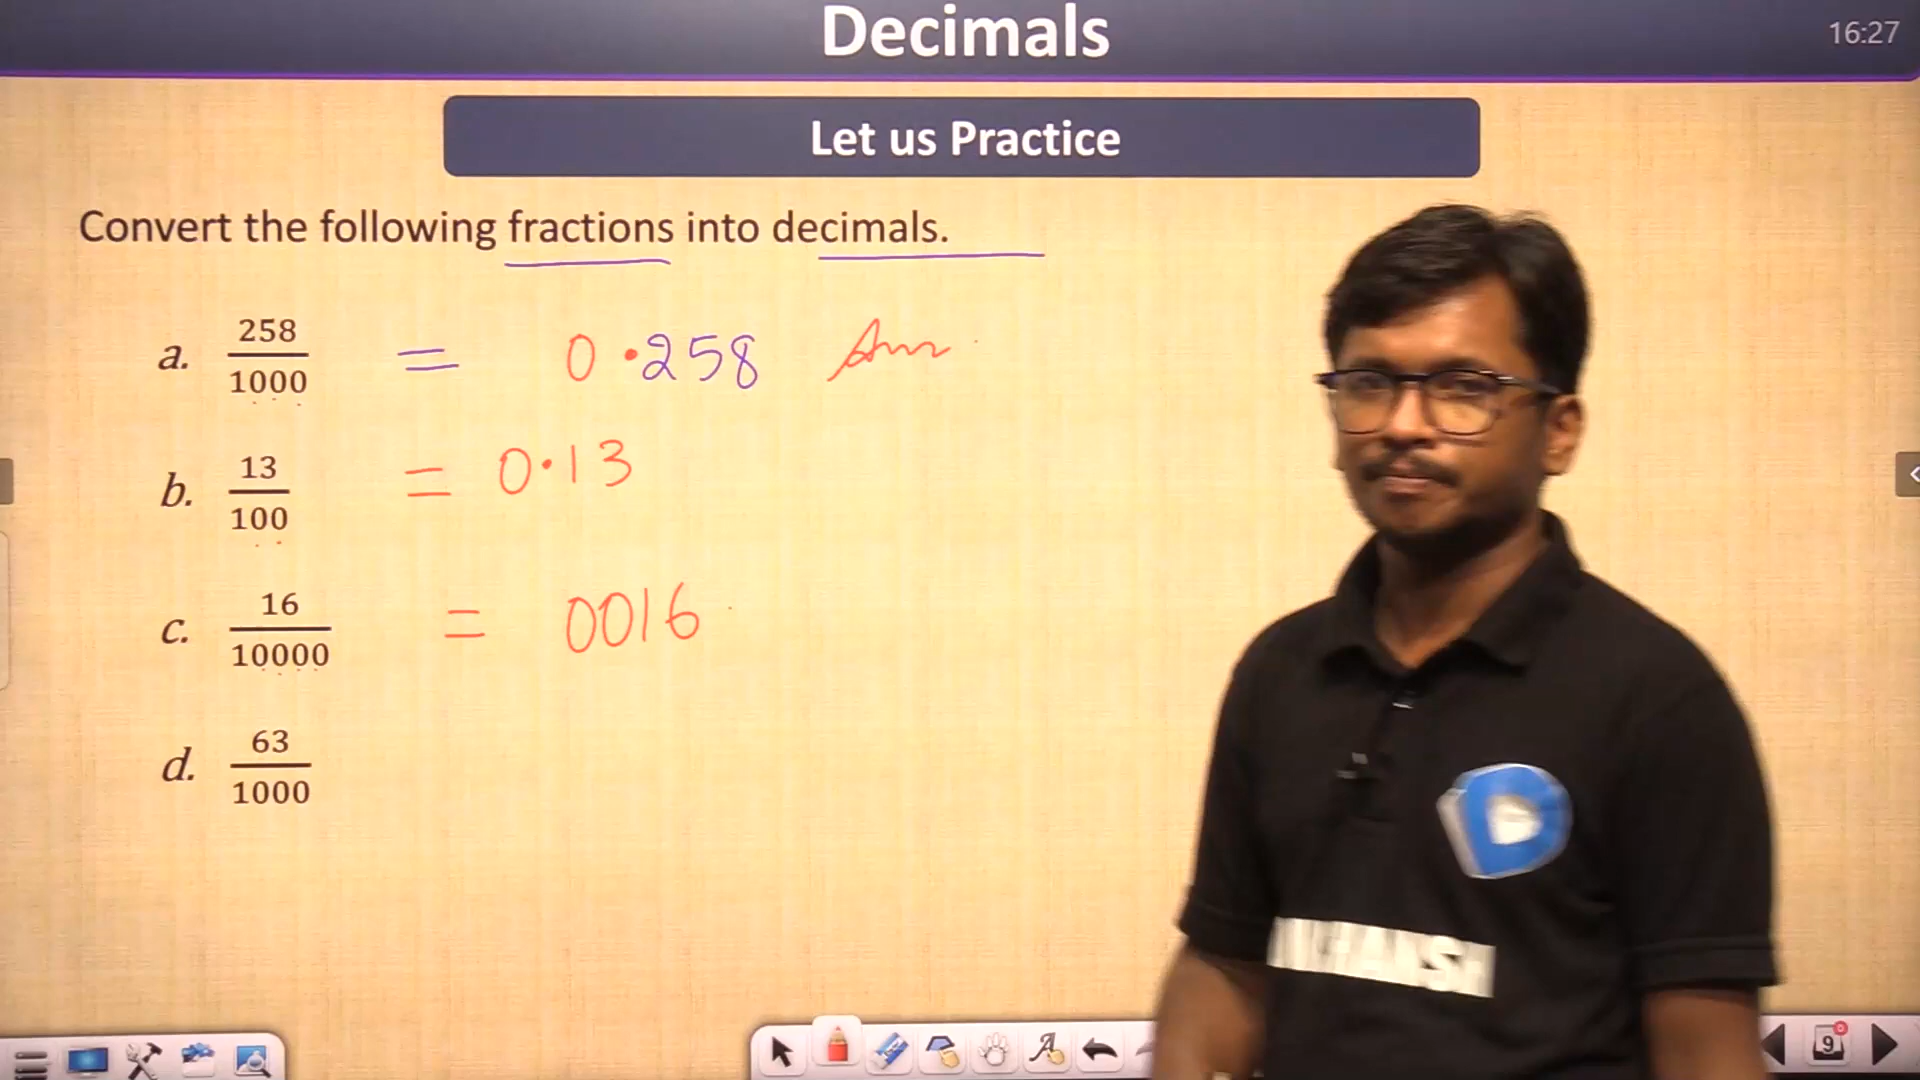 Decimals
16:27
Let us Practice
Convert the following fractions into decimals.
a. 258/1000 = 0.258 Ans
b. 13/100 = 0.13
c. 16/10000 = 0016
d. 63/1000
9